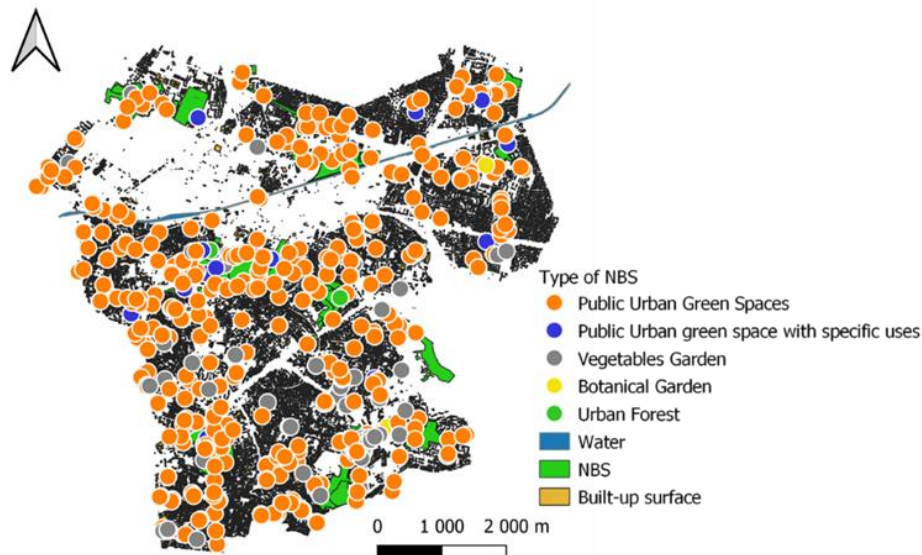 Type of NBS
Public Urban Green Spaces
Public Urban green space with specific uses
Vegetables Garden
Botanical Garden
Urban Forest
Water
NBS
Built-up surface
0 1 000 2 000 m